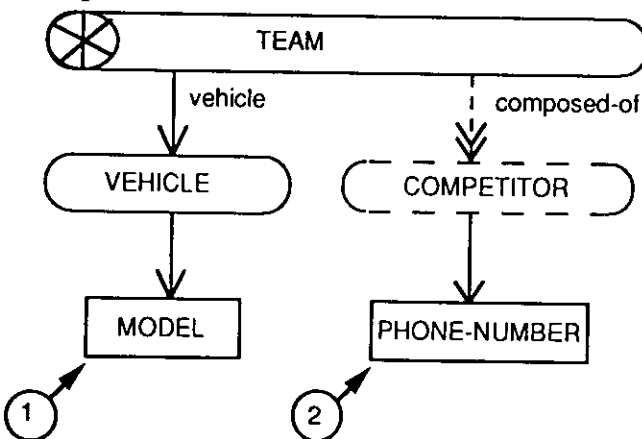 TEAM
vehicle
composed-of
VEHICLE
COMPETITOR
MODEL
PHONE-NUMBER
1
2